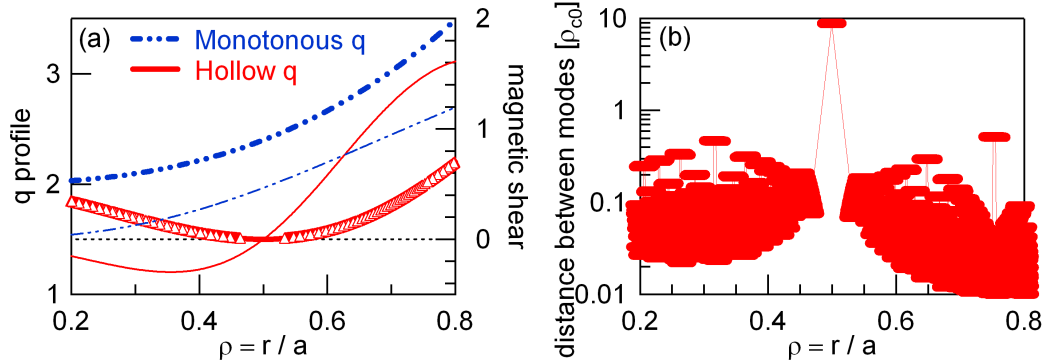 (a)
Monotonous q
Hollow q
q profile
3
2
1
2
1
0
magnetic shear
0.2
0.4
0.6
0.8
ρ = r / a
(b)
distance between modes [ρc0]
10
1
0.1
0.01
0.2
0.4
0.6
0.8
ρ = r / a